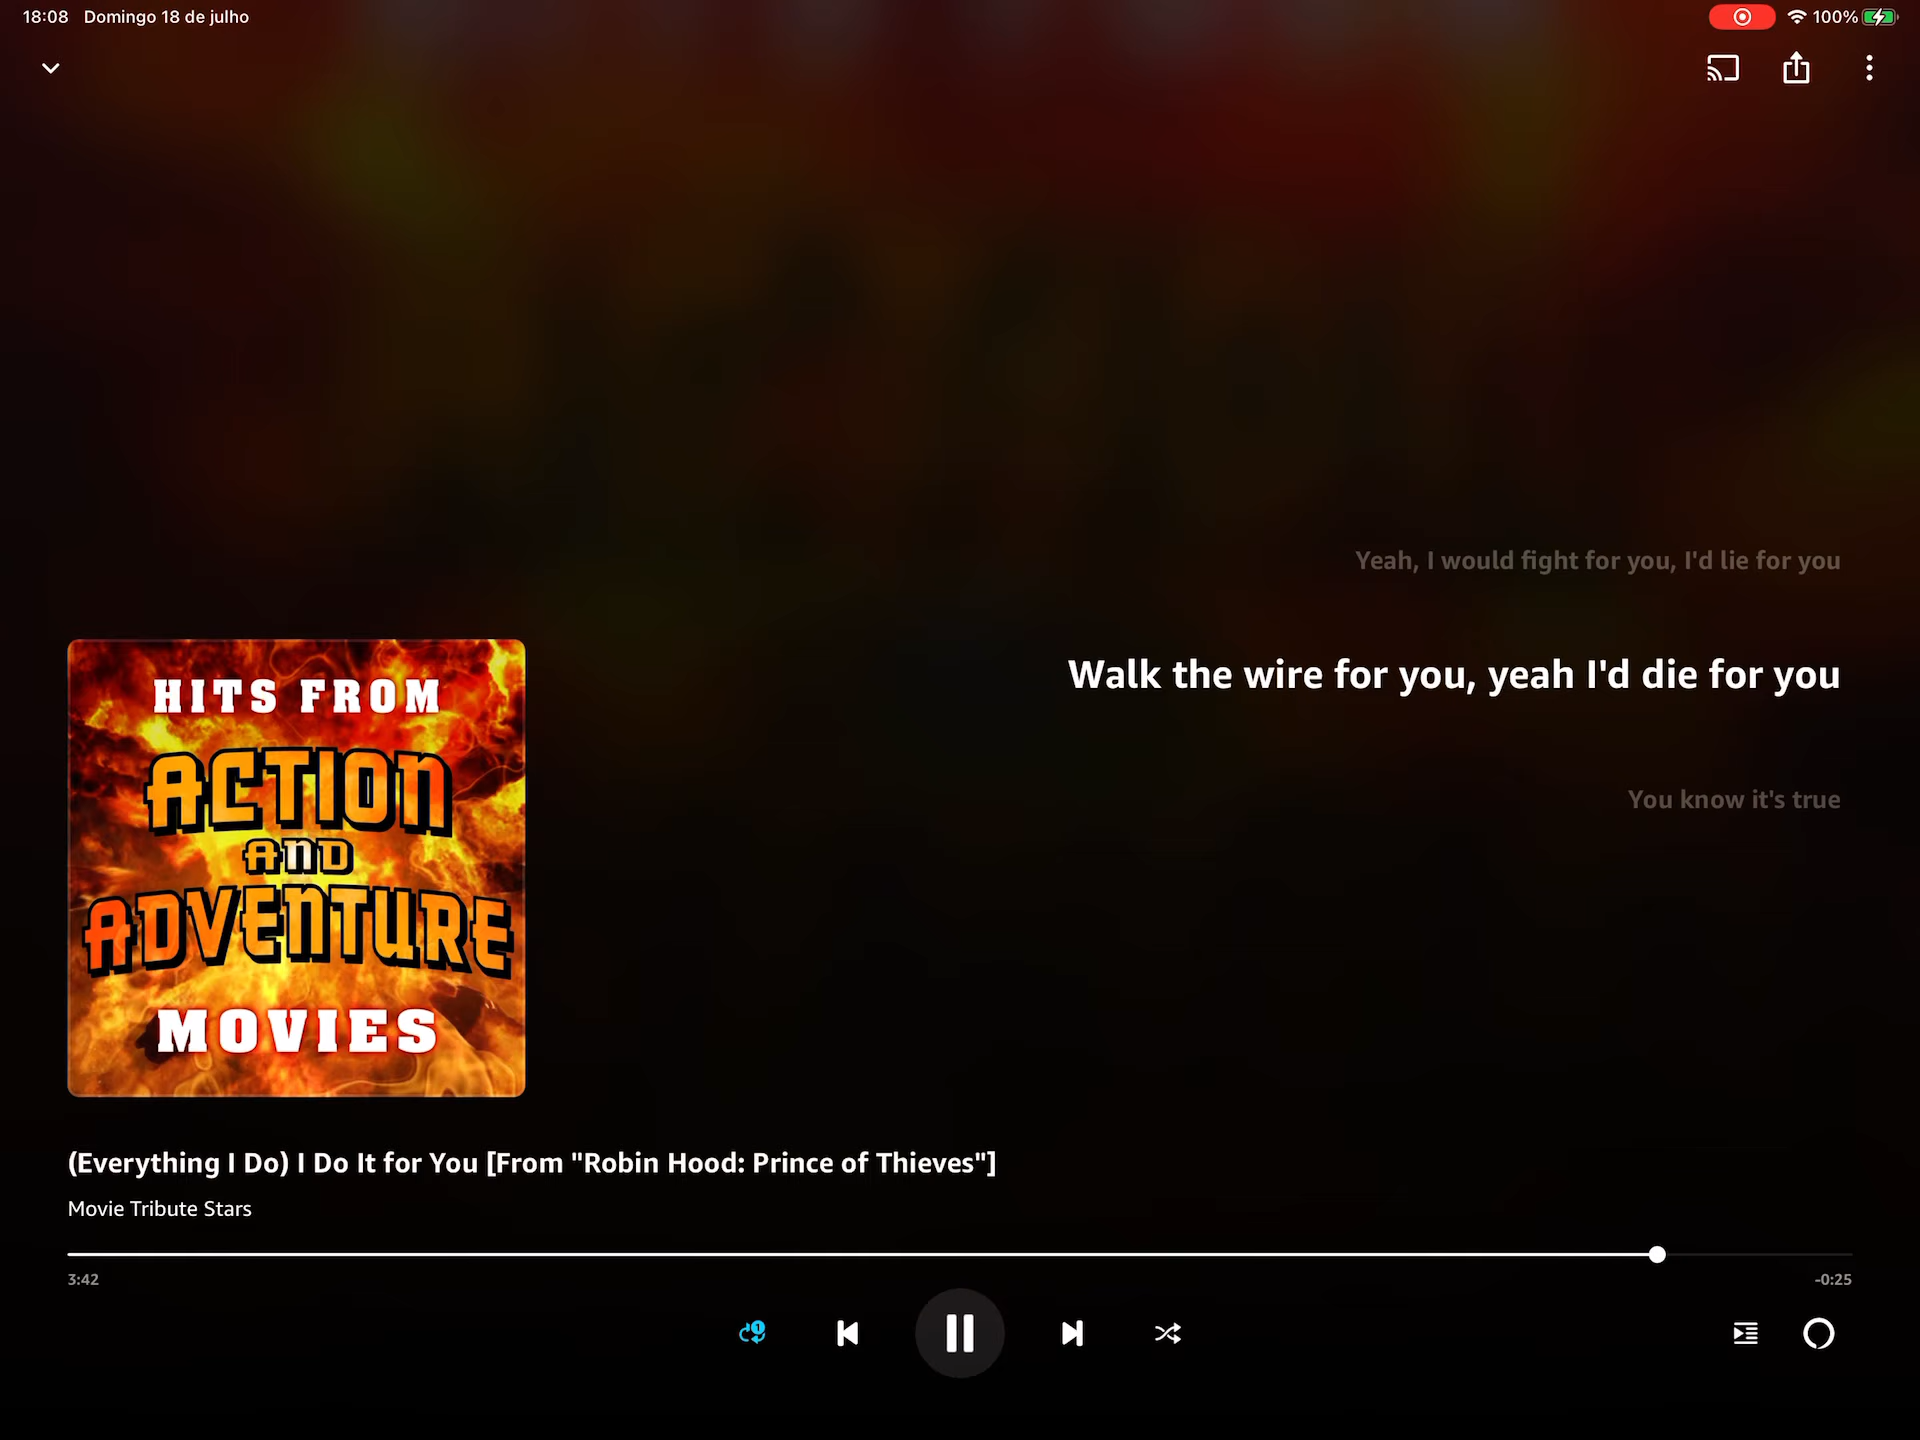 18:08 Domingo 18 de julho
100%
Yeah, I would fight for you, I'd lie for you
Walk the wire for you, yeah I'd die for you
You know it's true
HITS FROM
ACTION
AND
ADVENTURE
MOVIES
(Everything I Do) I Do It for You [From "Robin Hood: Prince of Thieves"]
Movie Tribute Stars
3:42
-0:25
1